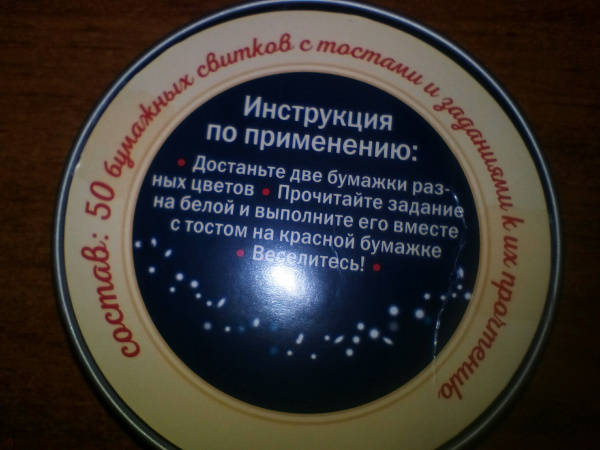 состав: 50 бумажных свитков с тостами и заданиями к их прочтению.
Инструкция
по применению:
• Достаньте две бумажки раз-
ных цветов • Прочитайте задание
на белой и выполните его вместе
с тостом на красной бумажке
• Веселитесь! •